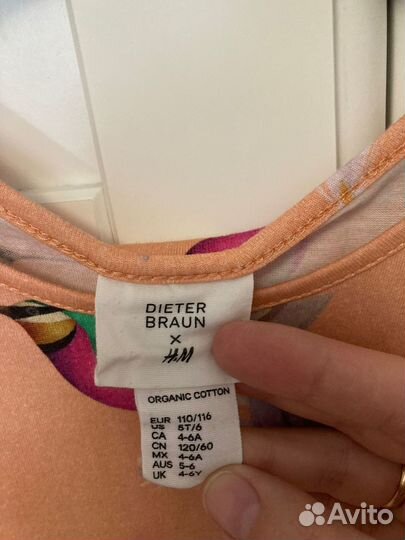 DIETER
BRAUN
×
H&M
ORGANIC COTTON
EUR 110/116
US 5T/6
CA 4-6A
CN 120/60
MX 4-6A
AUS 5-6
UK 4-6Y
Avito